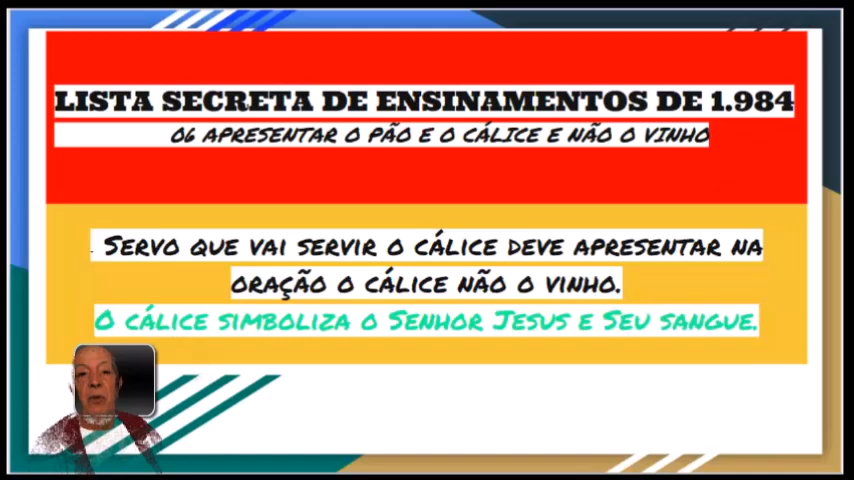 LISTA SECRETA DE ENSINAMENTOS DE 1.984
06 APRESENTAR O PÃO E O CÁLICE E NÃO O VINHO
. SERVO QUE VAI SERVIR O CÁLICE DEVE APRESENTAR NA
ORAÇÃO O CÁLICE NÃO O VINHO.
O CÁLICE SIMBOLIZA O SENHOR JESUS E SEU SANGUE.